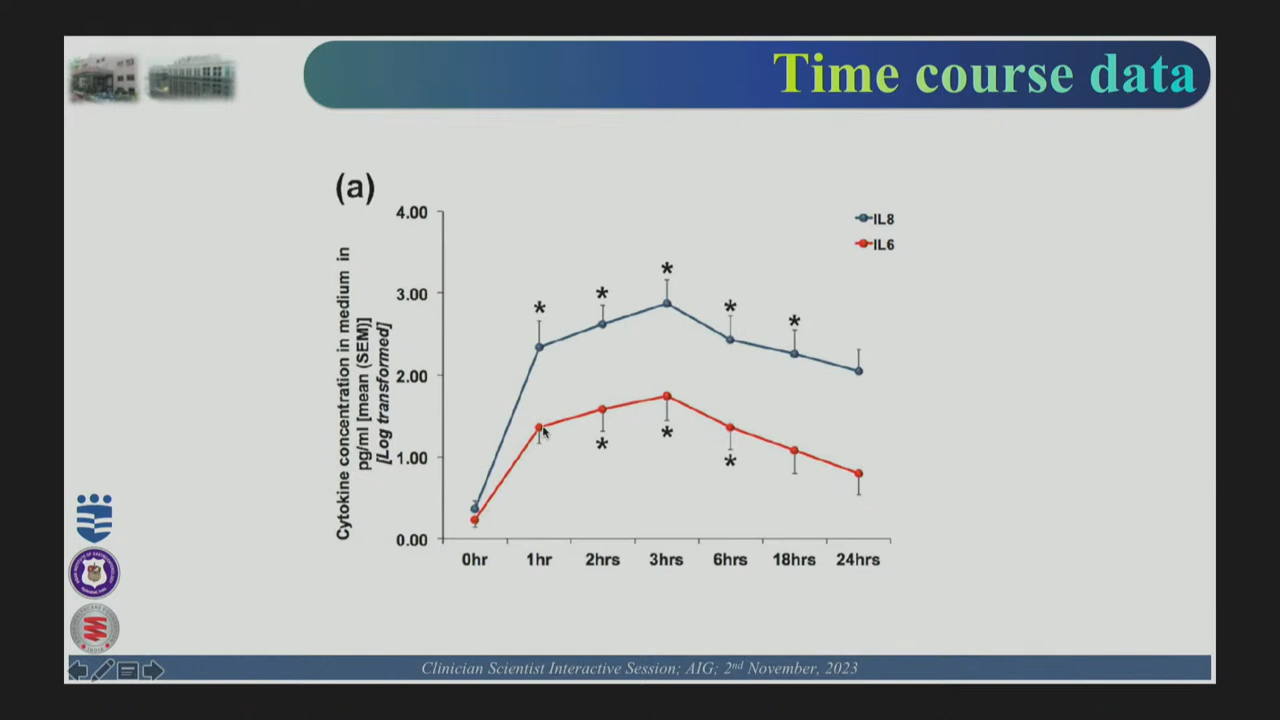 Time course data
(a)
4.00
3.00
2.00
1.00
0.00
Cytokine concentration in medium in
pg/ml [mean (SEM)]
[Log transformed]
IL8
IL6
*
*
*
*
*
*
*
*
0hr
1hr
2hrs
3hrs
6hrs
18hrs
24hrs
Clinician Scientist Interactive Session; AIG; 2nd November, 2023